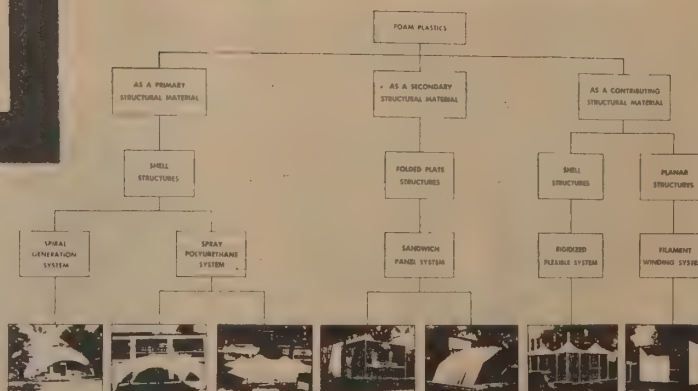 FOAM PLASTICS
AS A PRIMARY
STRUCTURAL MATERIAL
AS A SECONDARY
STRUCTURAL MATERIAL
AS A CONTRIBUTING
STRUCTURAL MATERIAL
SHELL
STRUCTURES
FOLDED PLATE
STRUCTURES
SHELL
STRUCTURES
PLANAR
STRUCTURES
SPIRAL
GENERATION
SYSTEM
SPRAY
POLYURETHANE
SYSTEM
SANDWICH
PANEL SYSTEM
RIGIDIZED
FLEXIBLE SYSTEM
FILAMENT
WINDING SYSTEM